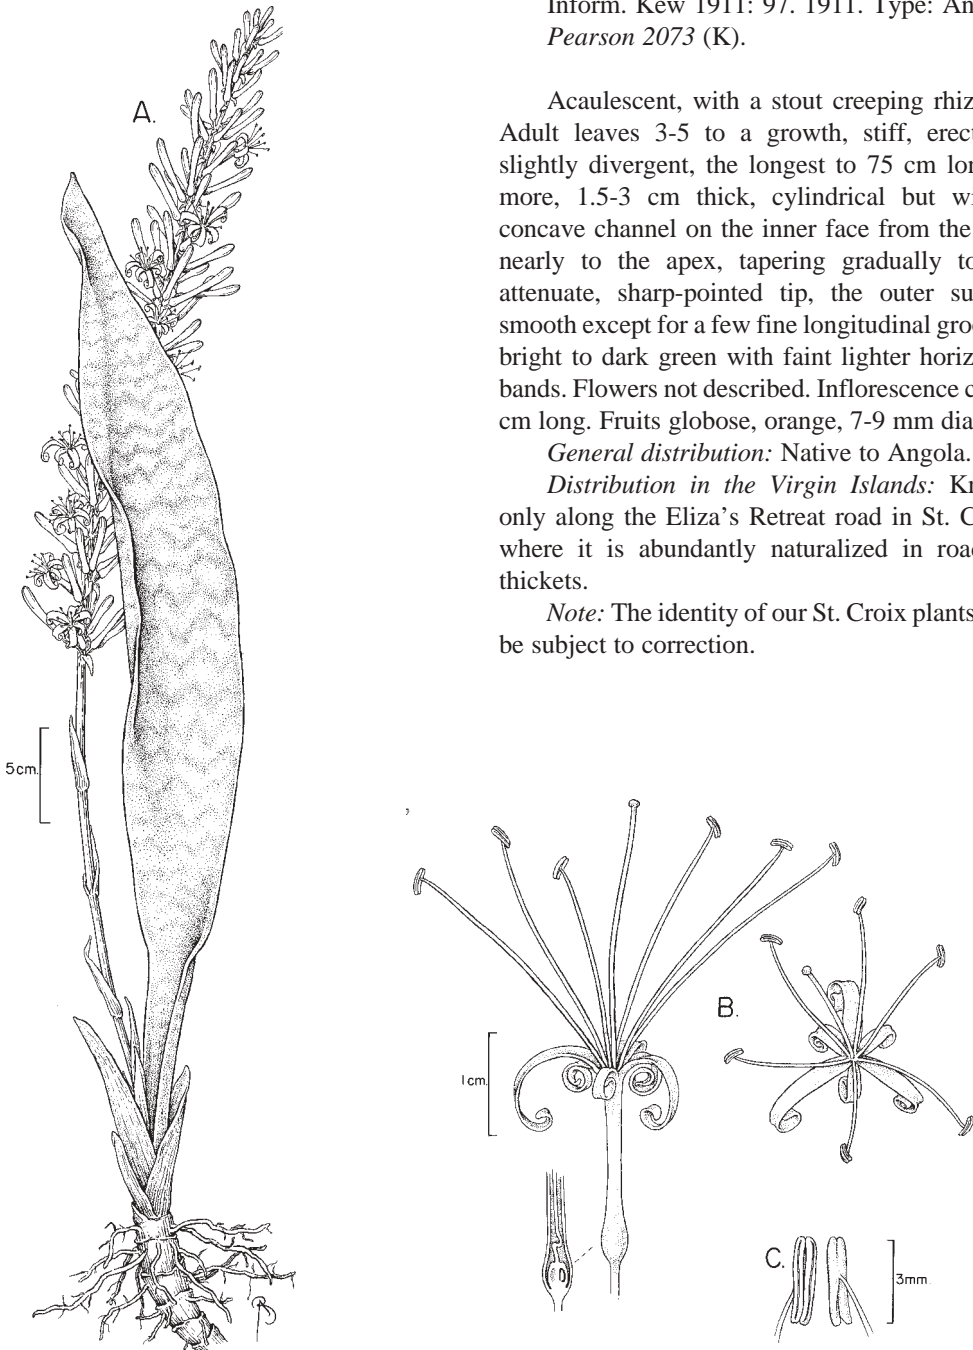 Inform. Kew 1911: 97. 1911. Type: An
Pearson 2073 (K).
Acaulescent, with a stout creeping rhiz
Adult leaves 3-5 to a growth, stiff, erect
slightly divergent, the longest to 75 cm lon
more, 1.5-3 cm thick, cylindrical but wi
concave channel on the inner face from the
nearly to the apex, tapering gradually to
attenuate, sharp-pointed tip, the outer su
smooth except for a few fine longitudinal groo
bright to dark green with faint lighter horiz
bands. Flowers not described. Inflorescence c
cm long. Fruits globose, orange, 7-9 mm dia
General distribution: Native to Angola.
Distribution in the Virgin Islands: Kn
only along the Eliza's Retreat road in St. C
where it is abundantly naturalized in road
thickets.
Note: The identity of our St. Croix plants
be subject to correction.
A.
5cm.
,
B.
1cm.
C.
3mm.